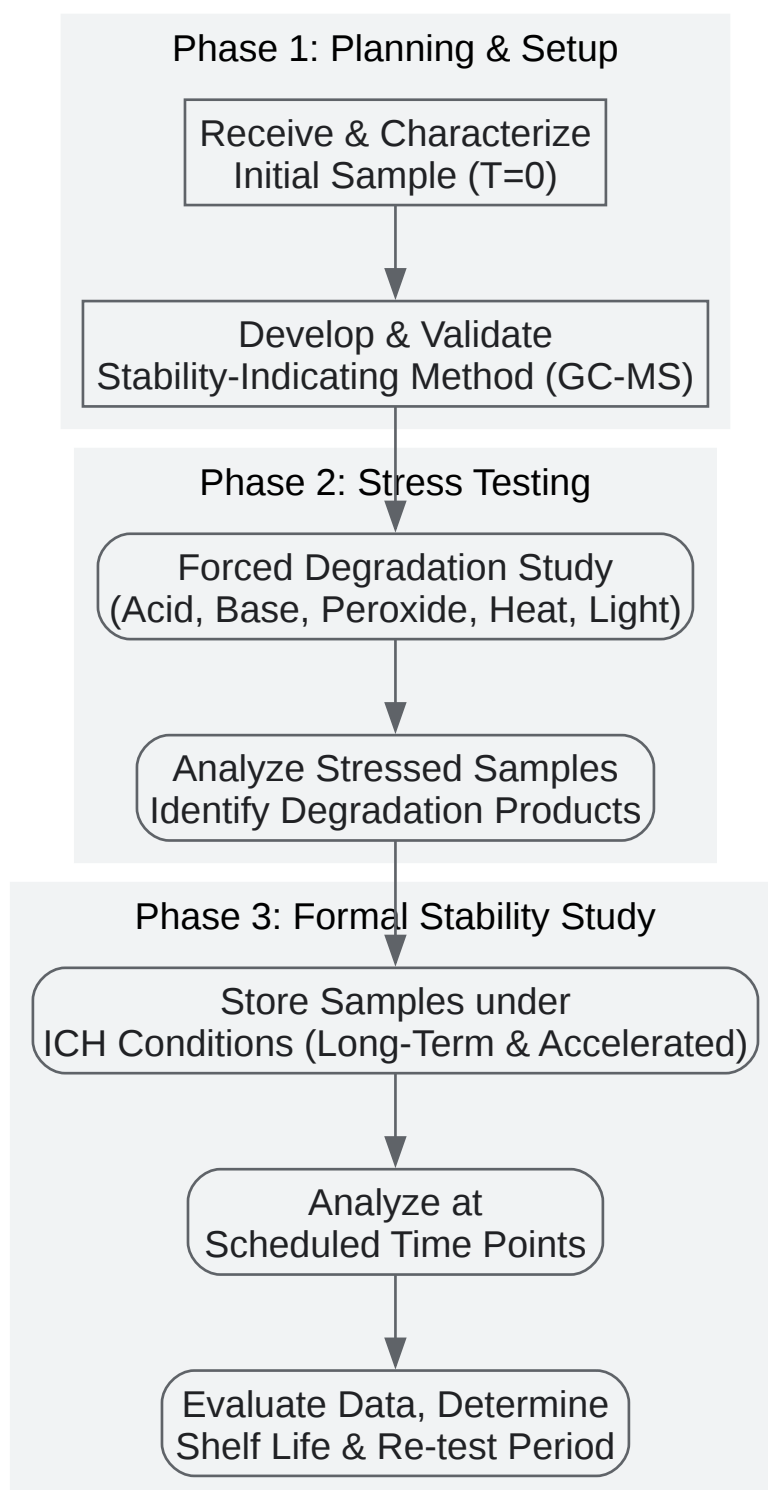 Phase 1: Planning & Setup
Receive & Characterize
Initial Sample (T=0)
Develop & Validate
Stability-Indicating Method (GC-MS)
Phase 2: Stress Testing
Forced Degradation Study
(Acid, Base, Peroxide, Heat, Light)
Analyze Stressed Samples
Identify Degradation Products
Phase 3: Formal Stability Study
Store Samples under
ICH Conditions (Long-Term & Accelerated)
Analyze at
Scheduled Time Points
Evaluate Data, Determine
Shelf Life & Re-test Period